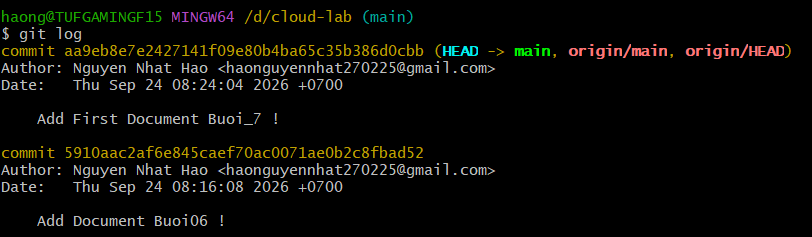 haong@TUFGAMINGF15 MINGW64 /d/cloud-lab (main)
$ git log
commit aa9eb8e7e2427141f09e80b4ba65c35b386d0cbb (HEAD -> main, origin/main, origin/HEAD)
Author: Nguyen Nhat Hao <haonguyennhat270225@gmail.com>
Date:   Thu Sep 24 08:24:04 2026 +0700
    Add First Document Buoi_7 !
commit 5910aac2af6e845caef70ac0071ae0b2c8fbad52
Author: Nguyen Nhat Hao <haonguyennhat270225@gmail.com>
Date:   Thu Sep 24 08:16:08 2026 +0700
    Add Document Buoi06 !